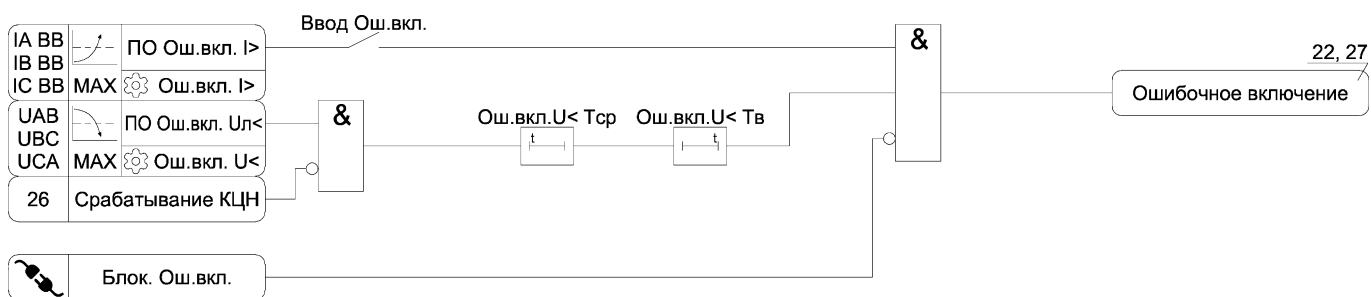 Ввод Ош.вкл.
IA ВВ
IB ВВ
IC ВВ
ПО Ош.вкл. I>
MAX
Ош.вкл. I>
&
22, 27
Ошибочное включение
UAB
UBC
UCA
ПО Ош.вкл. Uл<
MAX
Ош.вкл. U<
&
Ош.вкл.U< Тср
t
Ош.вкл.U< Тв
t
26
Срабатывание КЦН
Блок. Ош.вкл.